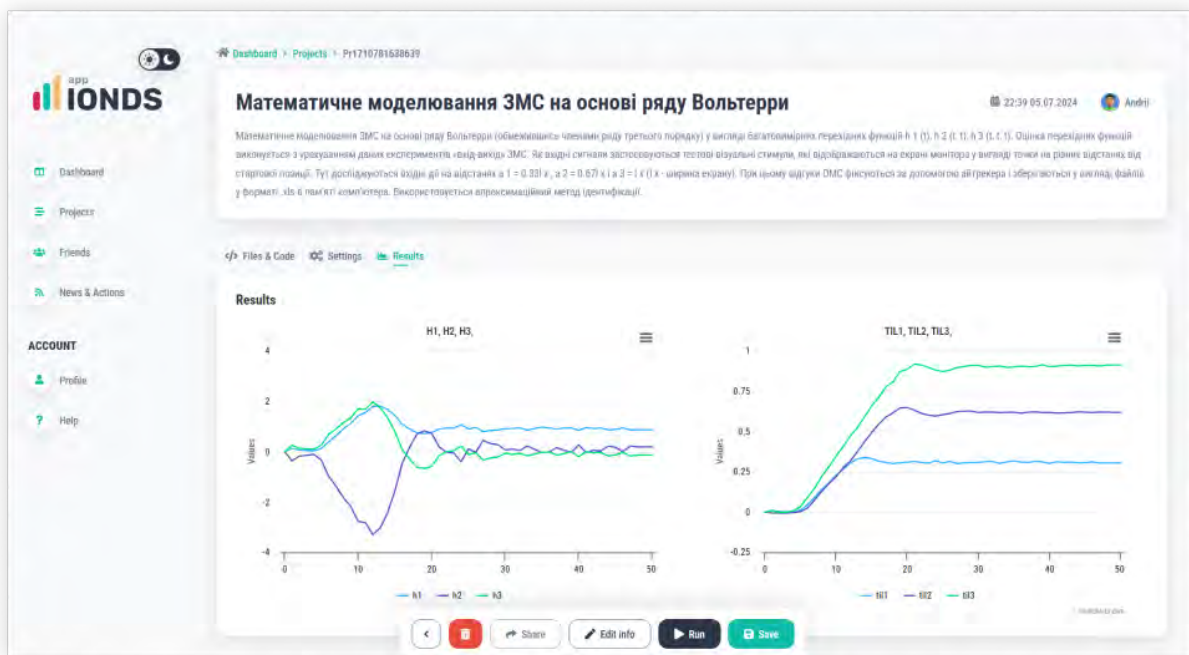 Dashboard > Projects > Pr1710781638639
app
IONDS
Математичне моделювання ЗМС на основі ряду Вольтерри
22:39 05.07.2024
Andrii
Математичне моделювання ЗМС на основі ряду Вольтерри (обмежившись членами ряду третього порядку) у вигляді багатовимірних перехідних функцій h 1 (t), h 2 (t, t), h 3 (t, t, t). Оцінка перехідних функцій
виконується з урахуванням даних експериментів «вхід-вихід» ЗМС. Як вхідні сигнали застосовуються тестові візуальні стимули, які відображаються на екрані монітора у вигляді точки на різних відстанях від
стартової позиції. Тут досліджуються вхідні дії на відстанях a 1 = 0.33l x , a 2 = 0.67l x і a 3 = l x (l x - ширина екрану). При цьому відгуки ОМС фіксуються за допомогою айтрекера і зберігаються у вигляді файлів
у форматі .xls в пам'яті комп'ютера. Використовується апроксимаційний метод ідентифікації.
Dashboard
Projects
Friends
News & Actions
ACCOUNT
Profile
Help
</> Files & Code
Settings
Results
Results
H1, H2, H3,
Values
4
2
0
-2
-4
0 10 20 30 40 50
h1 h2 h3
TIL1, TIL2, TIL3,
Values
1
0.75
0.5
0.25
0
-0.25
0 10 20 30 40 50
til1 til2 til3
Share
Edit info
Run
Save